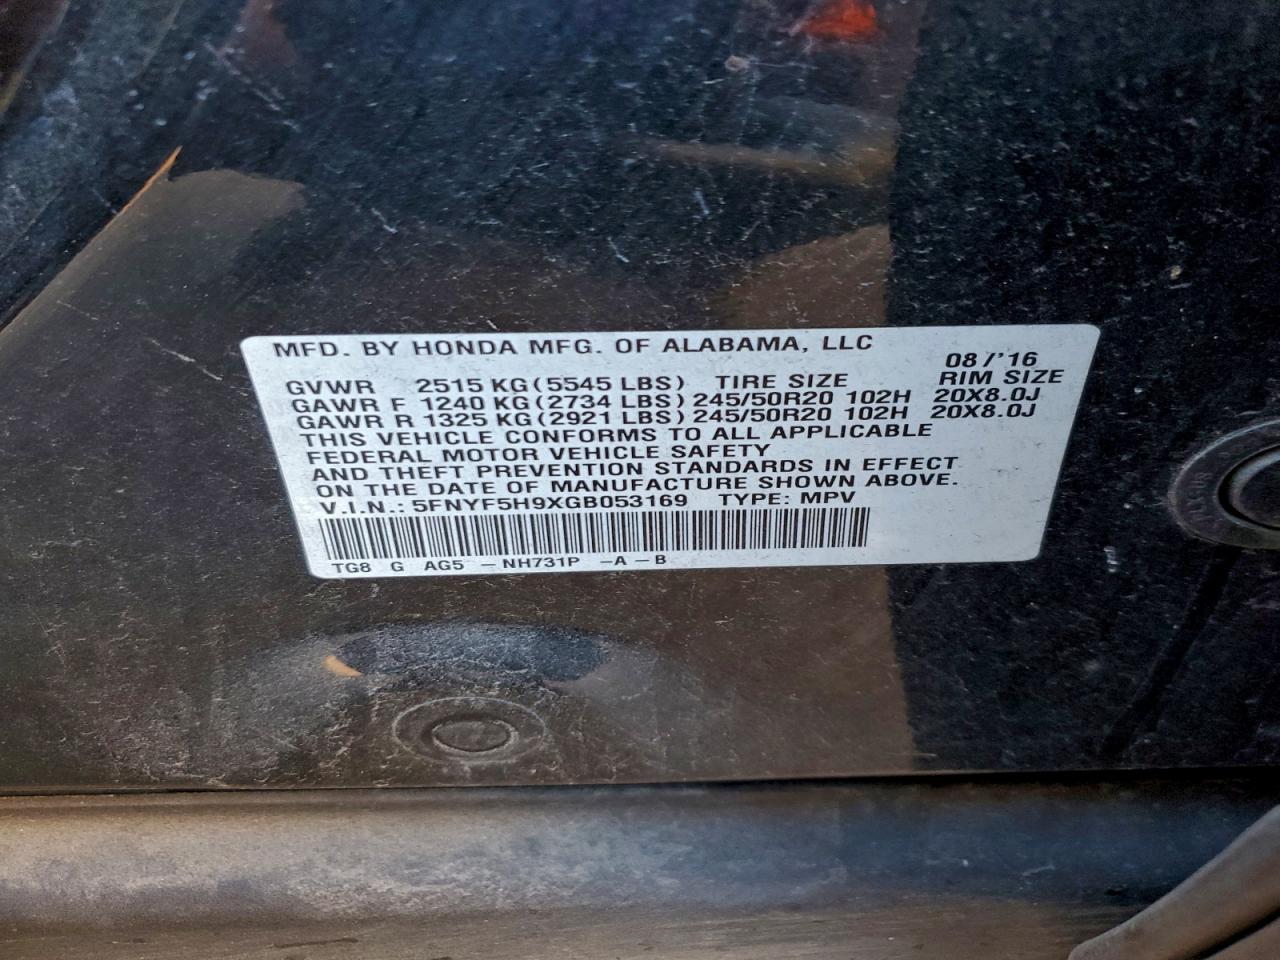 MFD. BY HONDA MFG. OF ALABAMA, LLC 08/'16
GVWR 2515 KG (5545 LBS) TIRE SIZE RIM SIZE
GAWR F 1240 KG (2734 LBS) 245/50R20 102H 20X8.0J
GAWR R 1325 KG (2921 LBS) 245/50R20 102H 20X8.0J
THIS VEHICLE CONFORMS TO ALL APPLICABLE
FEDERAL MOTOR VEHICLE SAFETY
AND THEFT PREVENTION STANDARDS IN EFFECT
ON THE DATE OF MANUFACTURE SHOWN ABOVE.
V.I.N.: 5FNYF5H9XGB053169 TYPE: MPV
TG8 G AG5 – NH731P –A – B